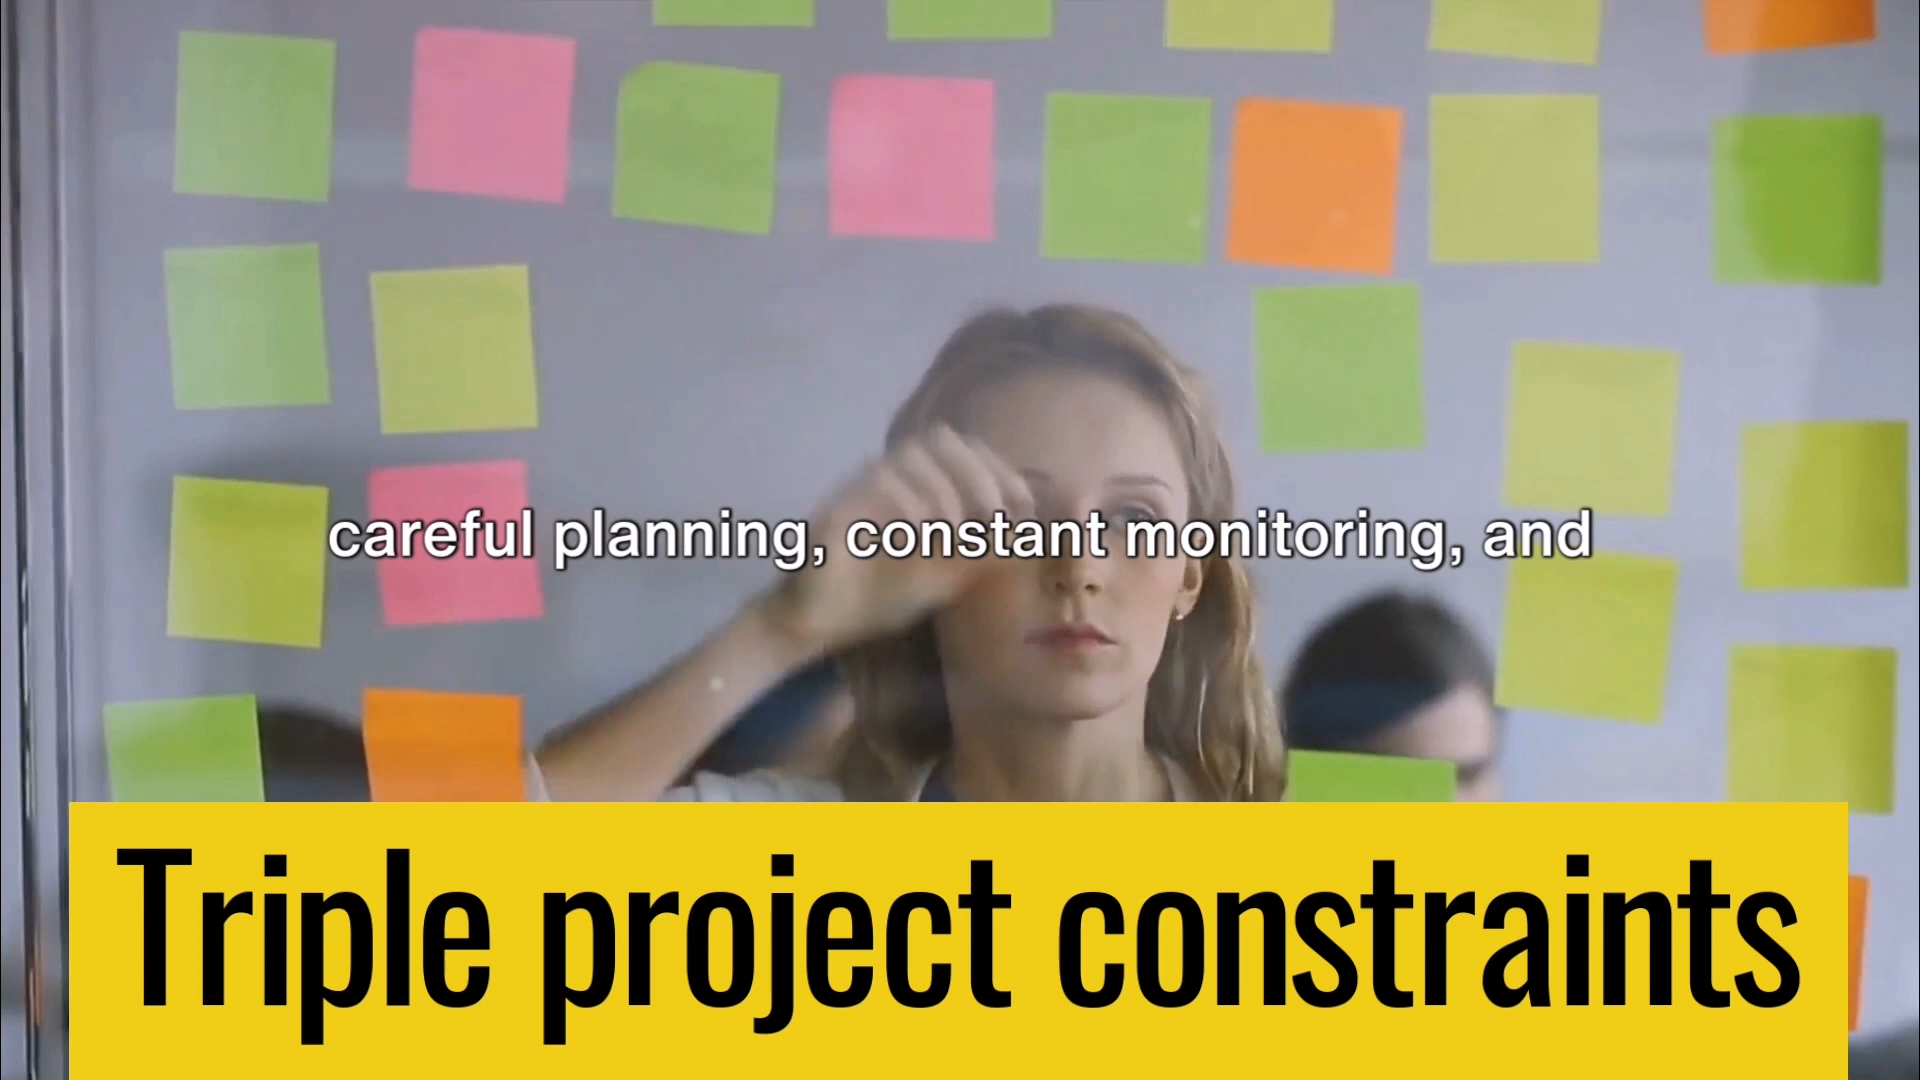 careful planning, constant monitoring, and
Triple project constraints